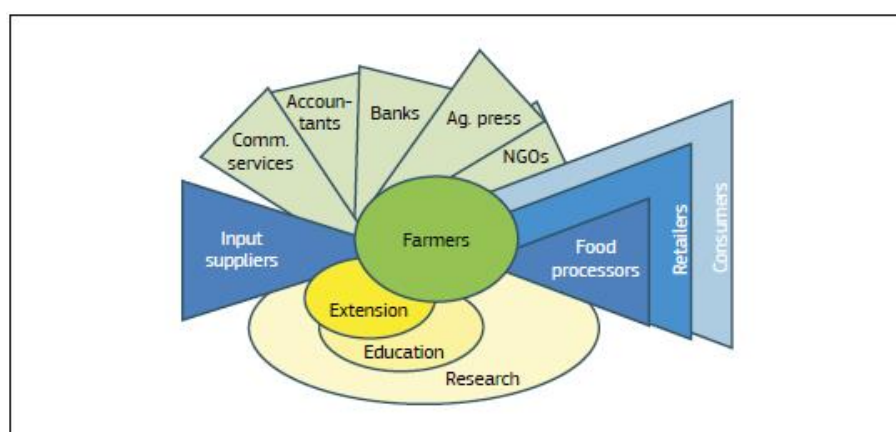 Accoun-
tants
Banks
Ag. press
Comm.
services
NGOs
Input
suppliers
Farmers
Food
processors
Retailers
Consumers
Extension
Education
Research